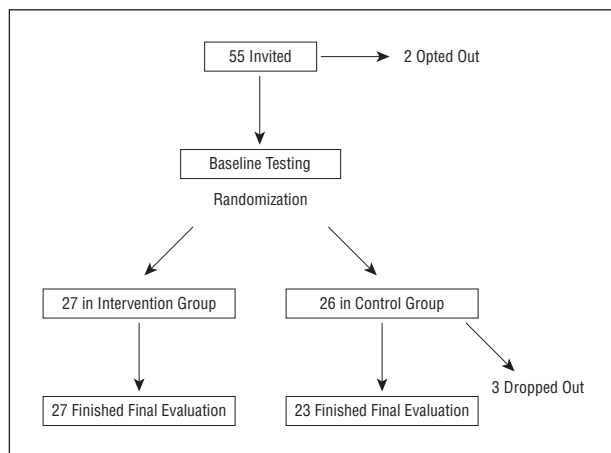 55 Invited
2 Opted Out
Baseline Testing
Randomization
27 in Intervention Group
26 in Control Group
3 Dropped Out
27 Finished Final Evaluation
23 Finished Final Evaluation